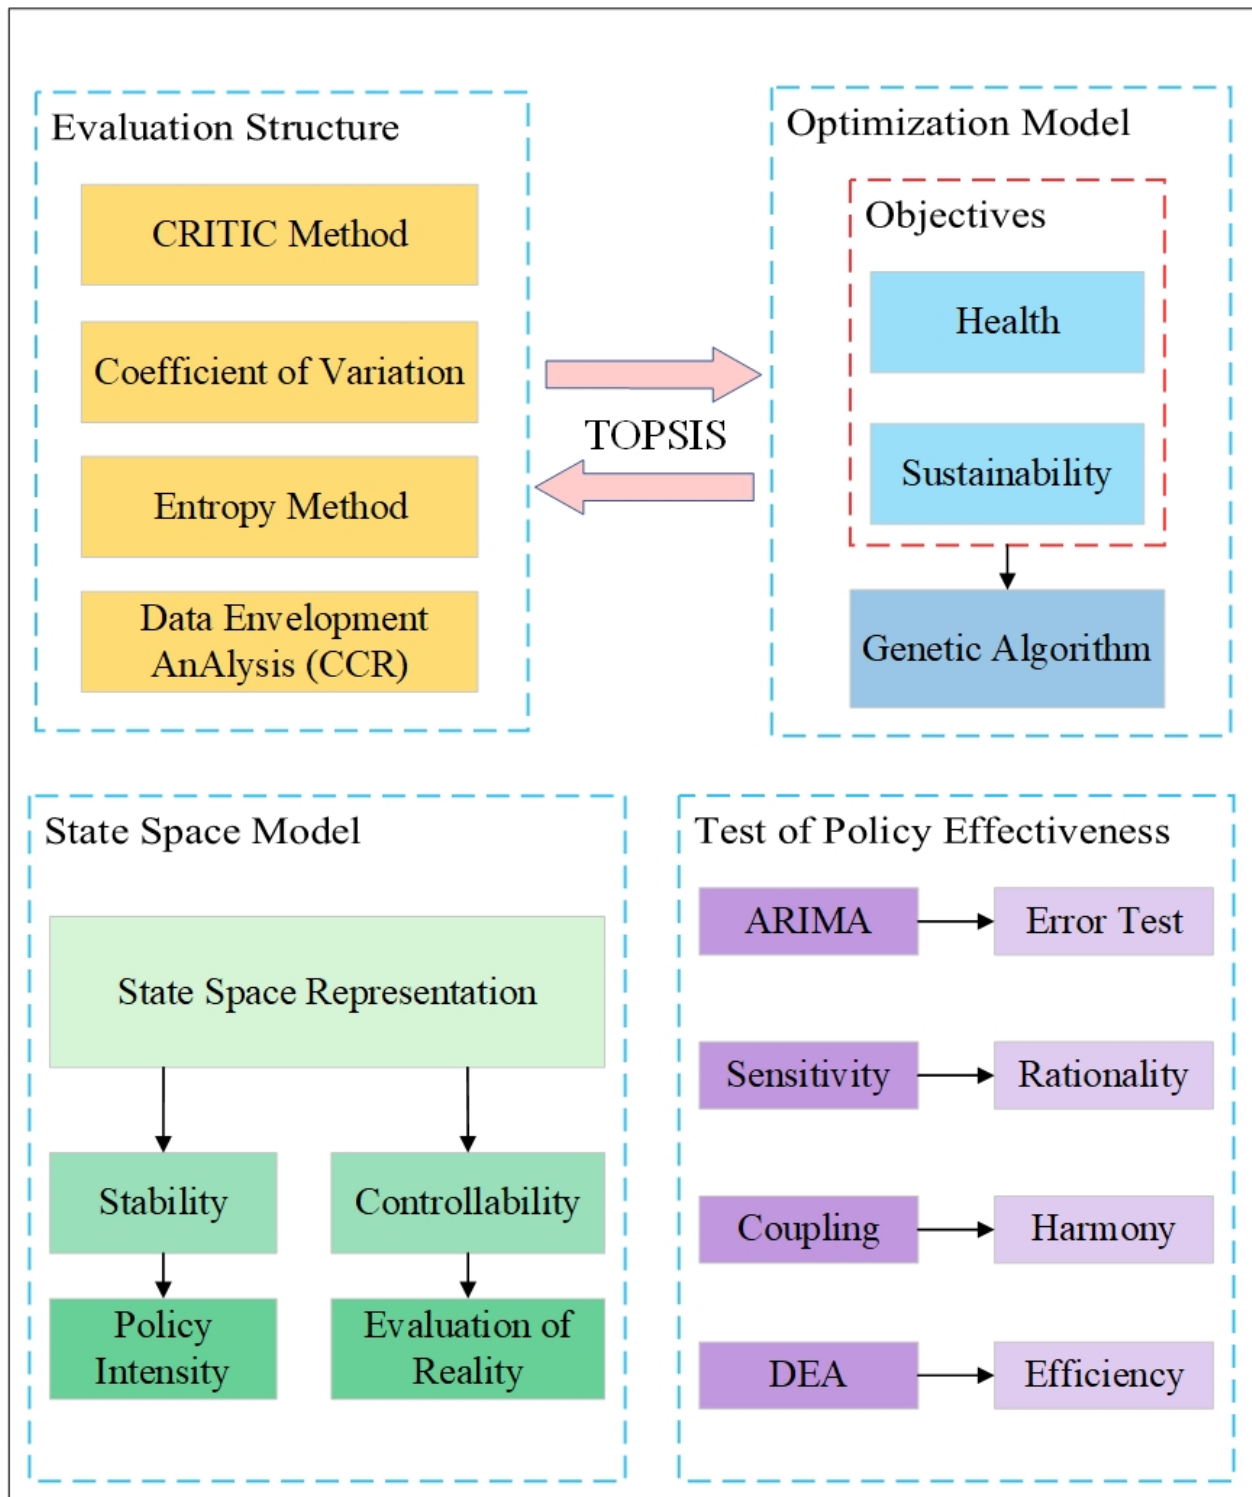 Evaluation Structure
CRITIC Method
Coefficient of Variation
Entropy Method
Data Envelopment
AnAlysis (CCR)
TOPSIS
Optimization Model
Objectives
Health
Sustainability
Genetic Algorithm
State Space Model
State Space Representation
Stability
Controllability
Policy
Intensity
Evaluation of
Reality
Test of Policy Effectiveness
ARIMA
Error Test
Sensitivity
Rationality
Coupling
Harmony
DEA
Efficiency